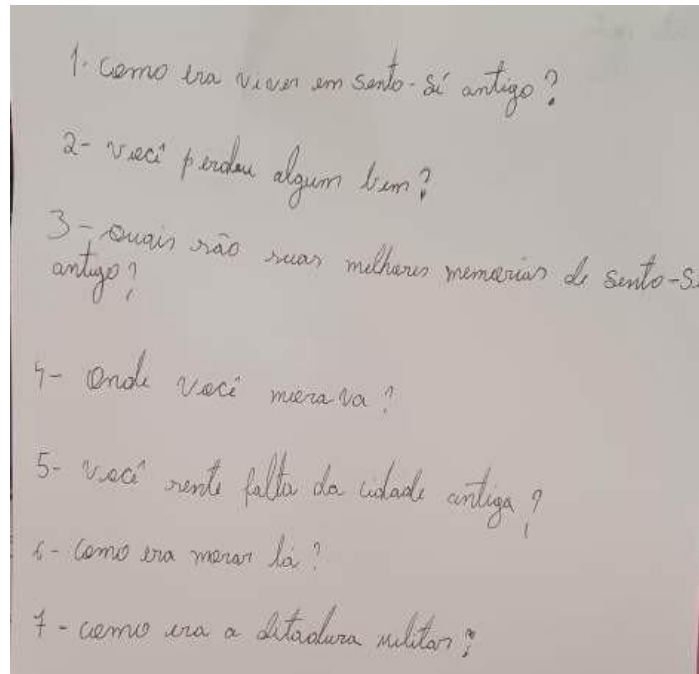 1. como era viver em sento-sé antigo?
2- você perdeu algum bem?
3- quais são suas melhores memorias de sento-s
antigo?
4- Onde você morava?
5- você sente falta da cidade antiga?
6- como era morar lá?
7- como era a ditadura militar?